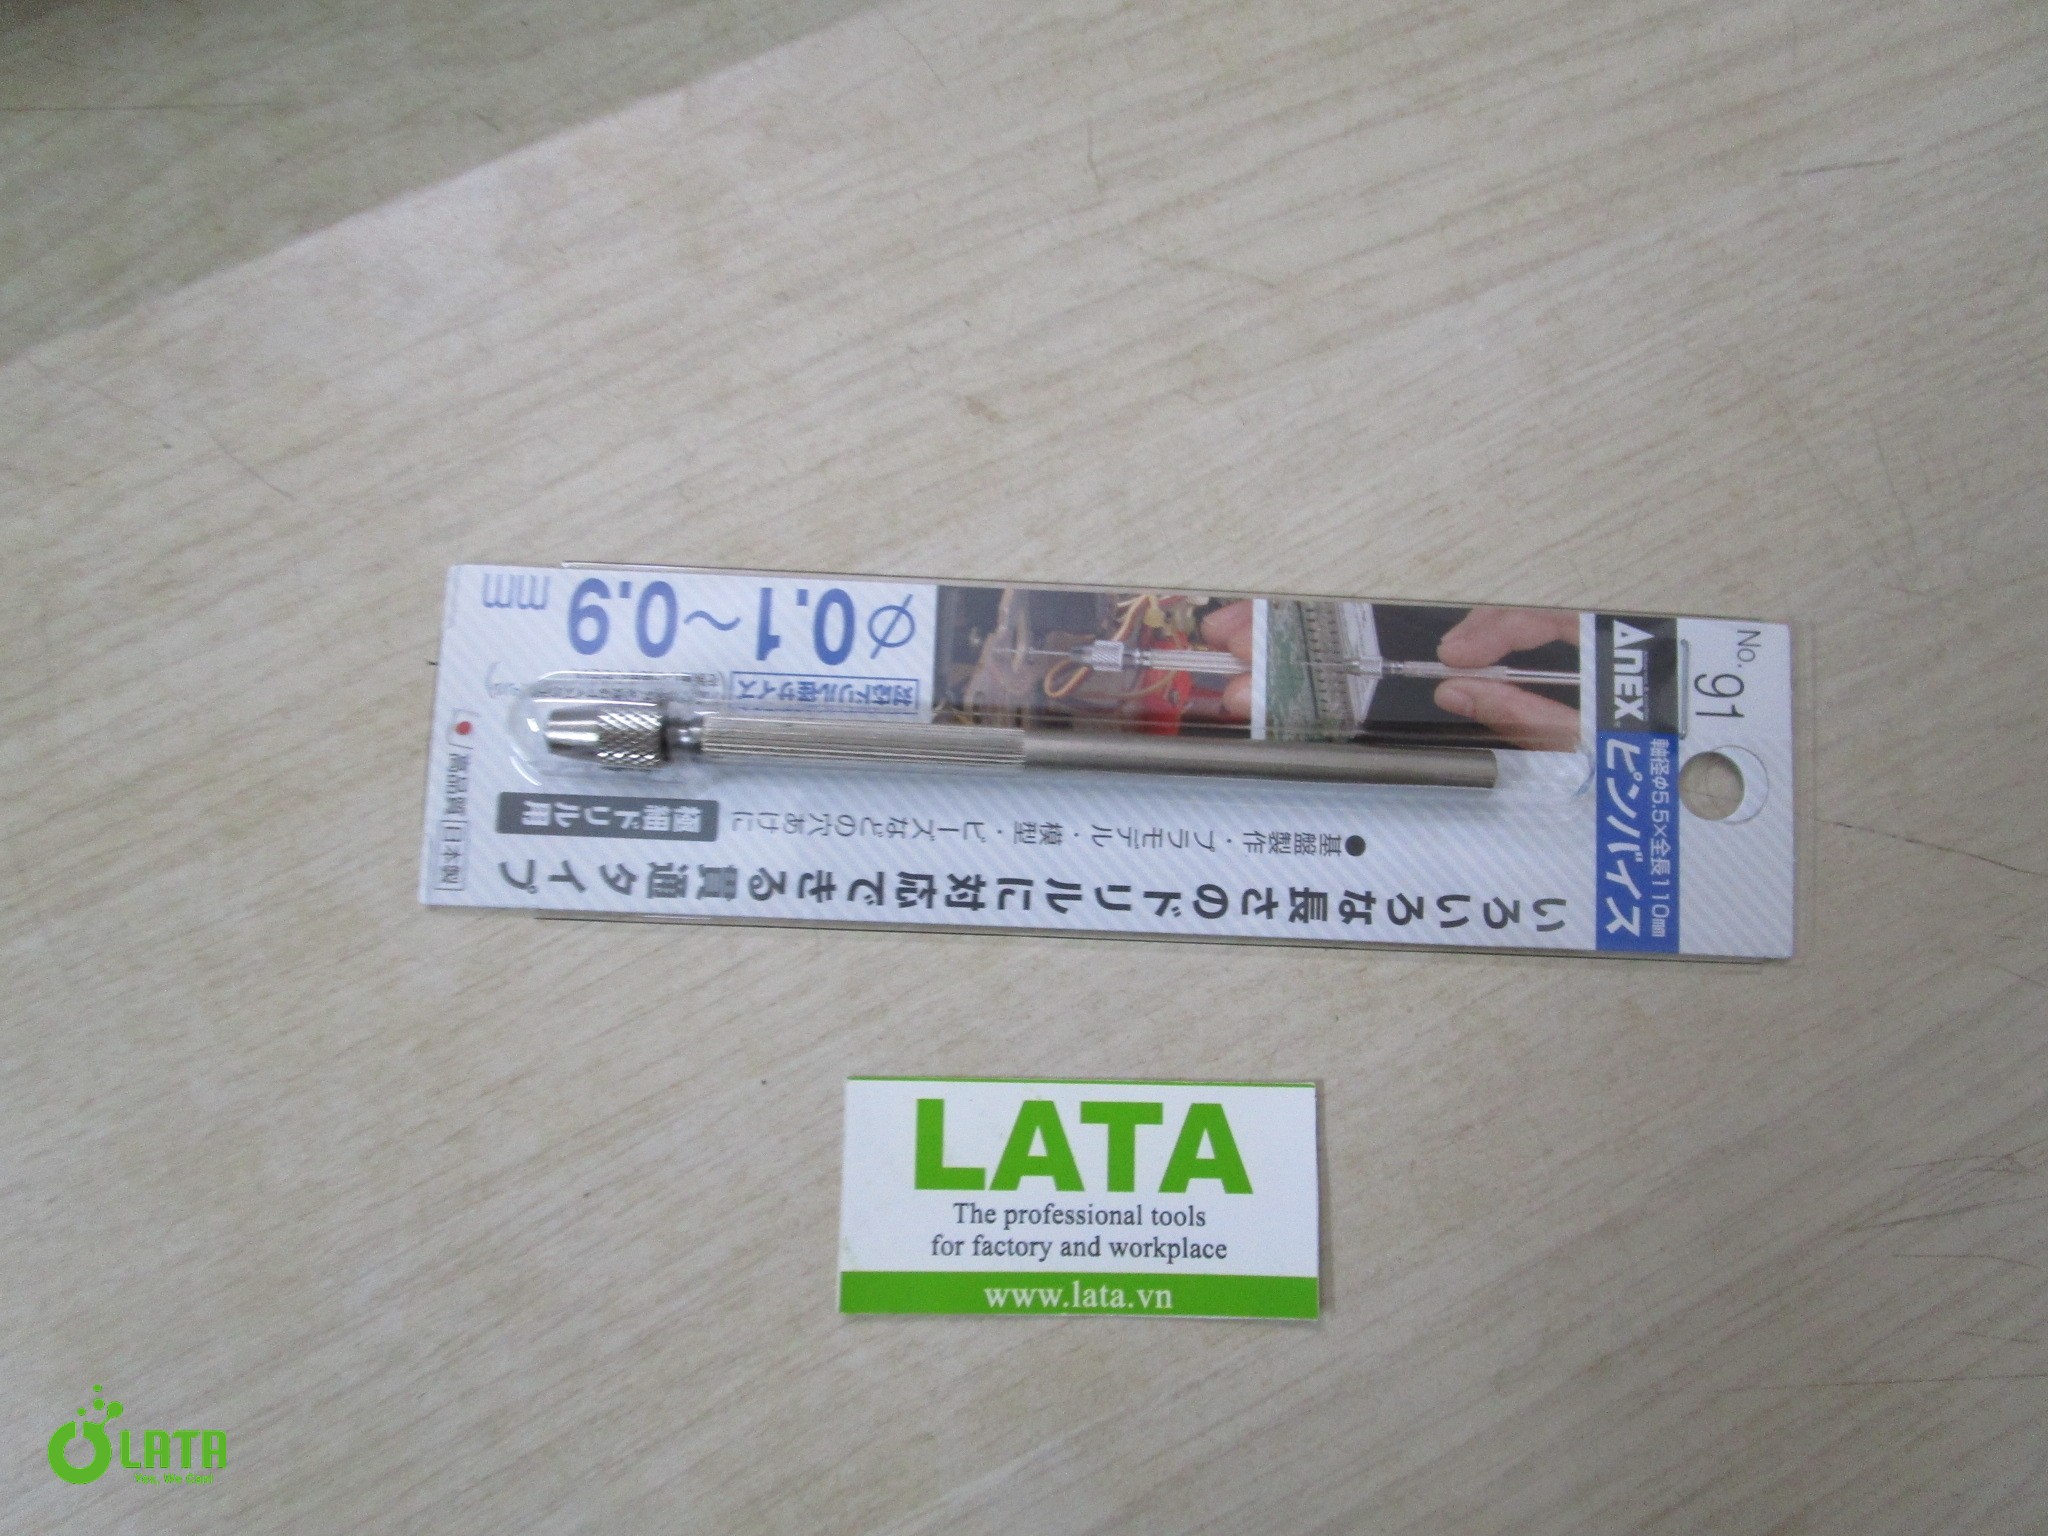 No. 91
軸径φ5.5×全長110mm
ANEX
ピンバイス
いろいろな長さのドリルに対応できる貫通タイプ
●基盤製作・プラモデル・模型・ビーズなどの穴あけに
極細ドリル用
φ0.1～0.9
mm
高品質
日本製
LATA
The professional tools
for factory and workplace
www.lata.vn
LATA